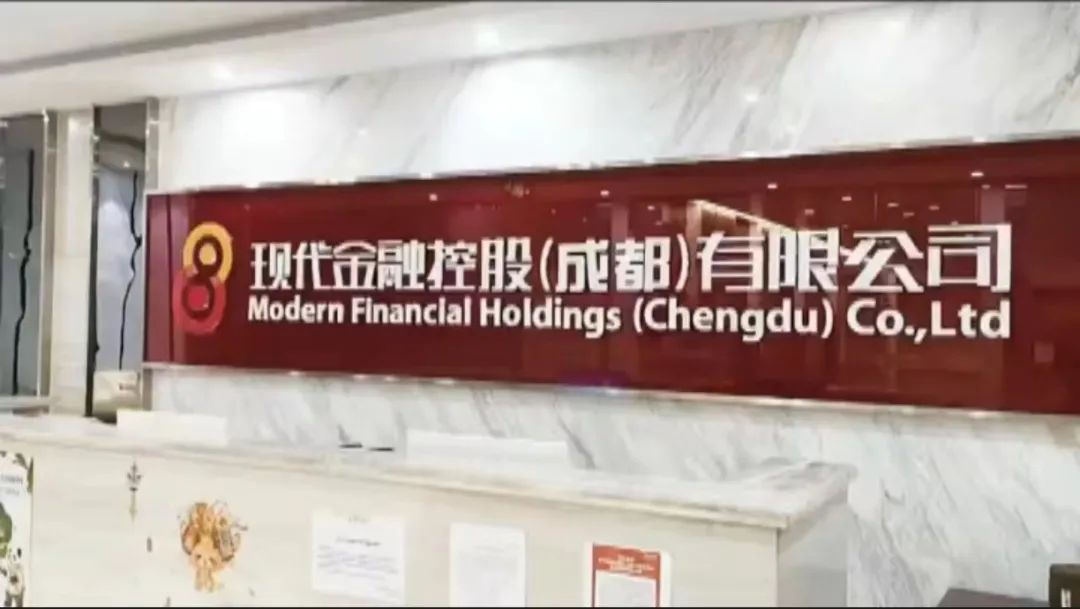 现代金融控股(成都)有限公司
Modern Financial Holdings (Chengdu) Co.,Ltd